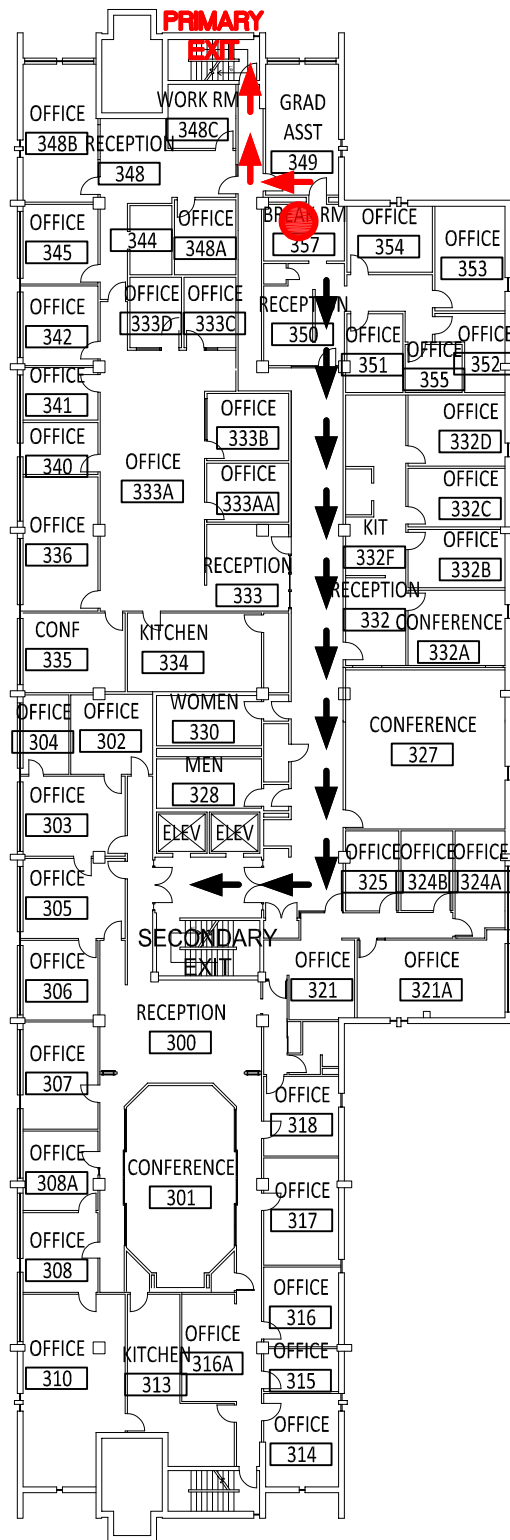 PRIMARY
EXIT
OFFICE
348B
RECEPTION
348
WORK RM
348C
GRAD
ASST
349
OFFICE
345
344
OFFICE
348A
BREAK RM
357
OFFICE
354
OFFICE
353
OFFICE
342
OFFICE
333D
OFFICE
333C
RECEPTION
350
OFFICE
351
OFFICE
355
OFFICE
352
OFFICE
341
OFFICE
340
OFFICE
333A
OFFICE
333B
OFFICE
333AA
OFFICE
332D
OFFICE
332C
OFFICE
336
RECEPTION
333
KIT
332F
OFFICE
332B
RECEPTION
332
CONFERENCE
332A
CONF
335
KITCHEN
334
OFFICE
304
OFFICE
302
WOMEN
330
CONFERENCE
327
MEN
328
OFFICE
303
ELEV
ELEV
OFFICE
305
OFFICE
325
OFFICE
324B
OFFICE
324A
SECONDARY
EXIT
OFFICE
306
OFFICE
321
OFFICE
321A
RECEPTION
300
OFFICE
307
OFFICE
318
OFFICE
308A
CONFERENCE
301
OFFICE
317
OFFICE
308
OFFICE
316
OFFICE
310
KITCHEN
313
OFFICE
316A
OFFICE
315
OFFICE
314